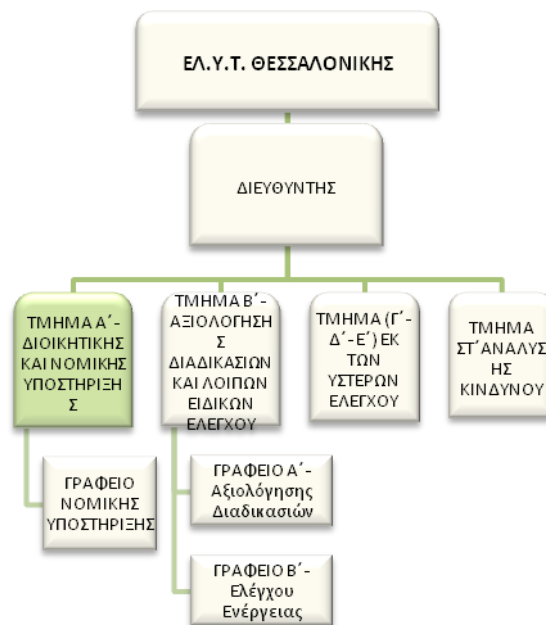 ΕΛ.Υ.Τ. ΘΕΣΣΑΛΟΝΙΚΗΣ
ΔΙΕΥΘΥΝΤΗΣ
ΤΜΗΜΑ Α΄-
ΔΙΟΙΚΗΤΙΚΗΣ
ΚΑΙ ΝΟΜΙΚΗΣ
ΥΠΟΣΤΗΡΙΞΗ
Σ
ΤΜΗΜΑ Β΄-
ΑΞΙΟΛΟΓΗΣΗ
Σ
ΔΙΑΔΙΚΑΣΙΩΝ
ΚΑΙ ΛΟΙΠΩΝ
ΕΙΔΙΚΩΝ
ΕΛΕΓΧΟΥ
ΤΜΗΜΑ (Γ΄-
Δ΄-Ε΄) ΕΚ
ΤΩΝ
ΥΣΤΕΡΩΝ
ΕΛΕΓΧΟΥ
ΤΜΗΜΑ
ΣΤ΄ΑΝΑΛΥΣ
ΗΣ
ΚΙΝΔΥΝΟΥ
ΓΡΑΦΕΙΟ
ΝΟΜΙΚΗΣ
ΥΠΟΣΤΗΡΙΞΗΣ
ΓΡΑΦΕΙΟ Α΄-
Αξιολόγησης
Διαδικασιών
ΓΡΑΦΕΙΟ Β΄-
Ελέγχου
Ενέργειας